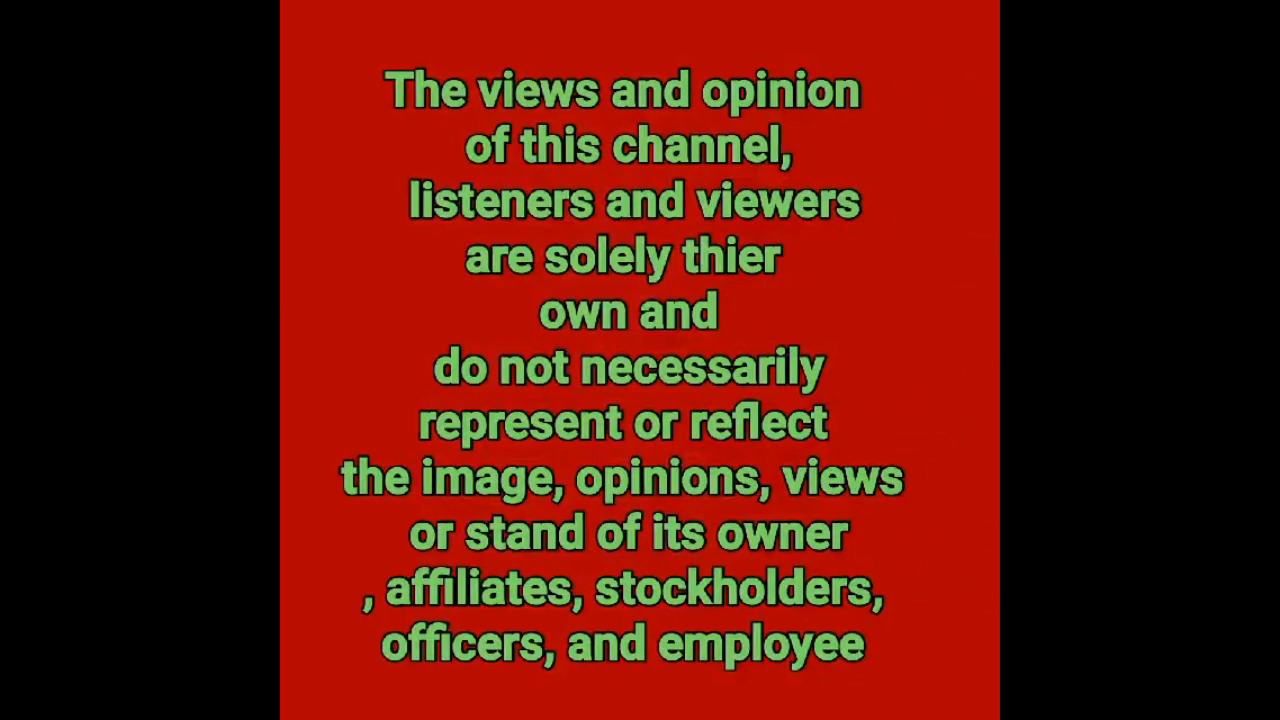 The views and opinion
of this channel,
listeners and viewers
are solely thier
own and
do not necessarily
represent or reflect
the image, opinions, views
or stand of its owner
, affiliates, stockholders,
officers, and employee